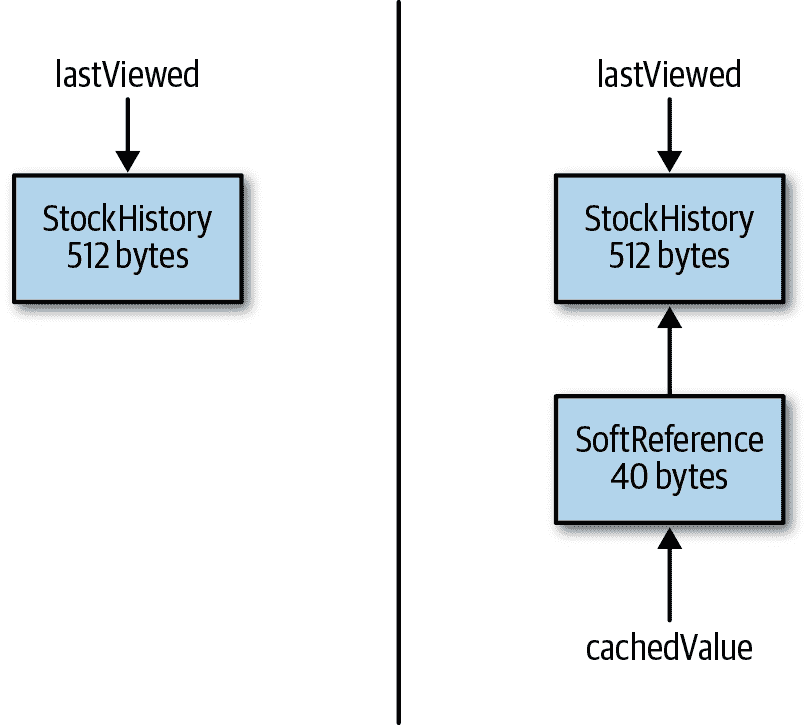 lastViewed
StockHistory
512 bytes
lastViewed
StockHistory
512 bytes
SoftReference
40 bytes
cachedValue